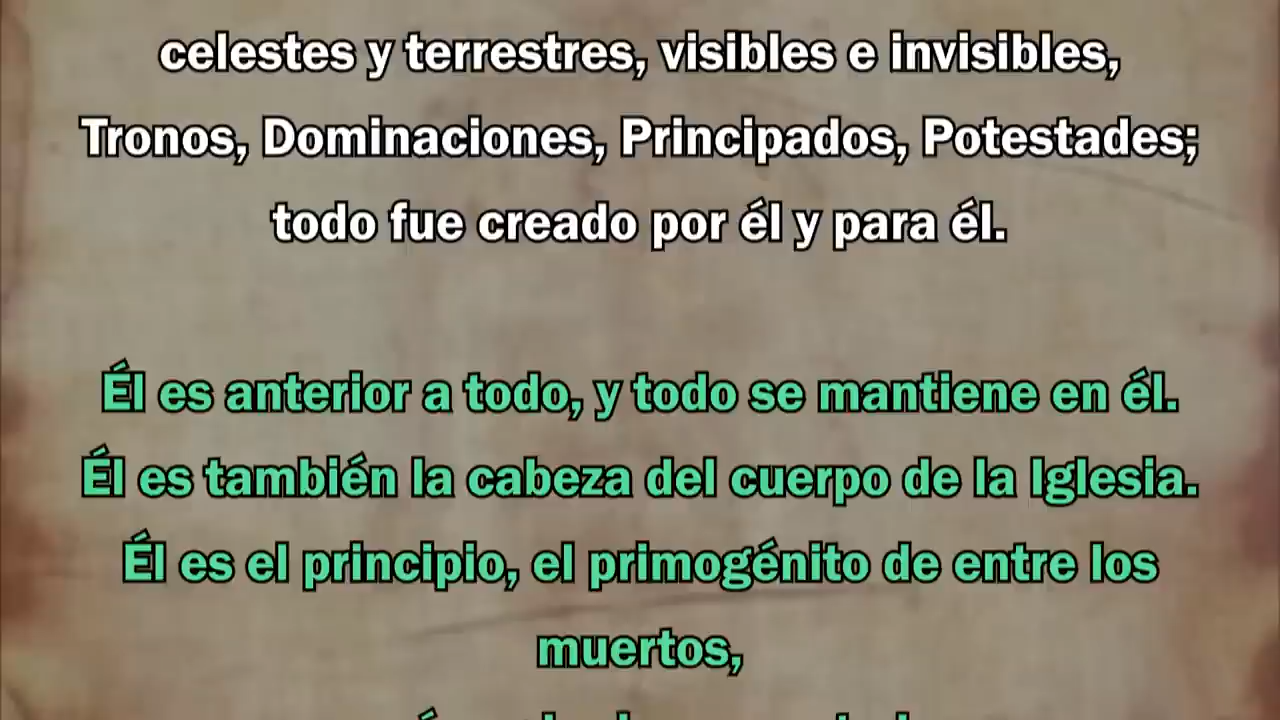 celestes y terrestres, visibles e invisibles,
Tronos, Dominaciones, Principados, Potestades;
todo fue creado por él y para él.
Él es anterior a todo, y todo se mantiene en él.
Él es también la cabeza del cuerpo de la Iglesia.
Él es el principio, el primogénito de entre los
muertos,